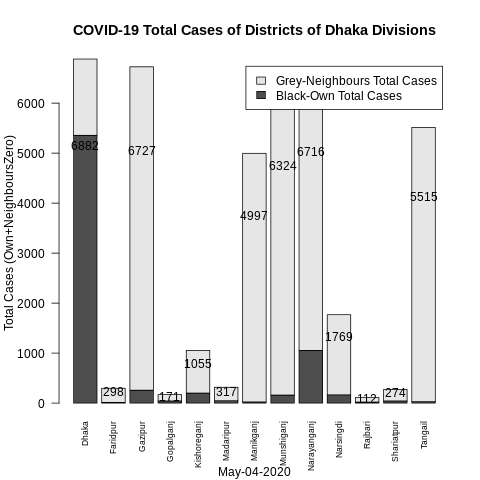 COVID-19 Total Cases of Districts of Dhaka Divisions
Total Cases (Own+NeighboursZero)
6000
5000
4000
3000
2000
1000
0
Grey-Neighbours Total Cases
Black-Own Total Cases
6882
298
6727
171
1055
317
4997
6324
6716
1769
112
274
5515
Dhaka
Faridpur
Gazipur
Gopalganj
Kishoreganj
Madaripur
Manikganj
Munshiganj
Narayanganj
Narsingdi
Rajbari
Shariatpur
Tangail
May-04-2020